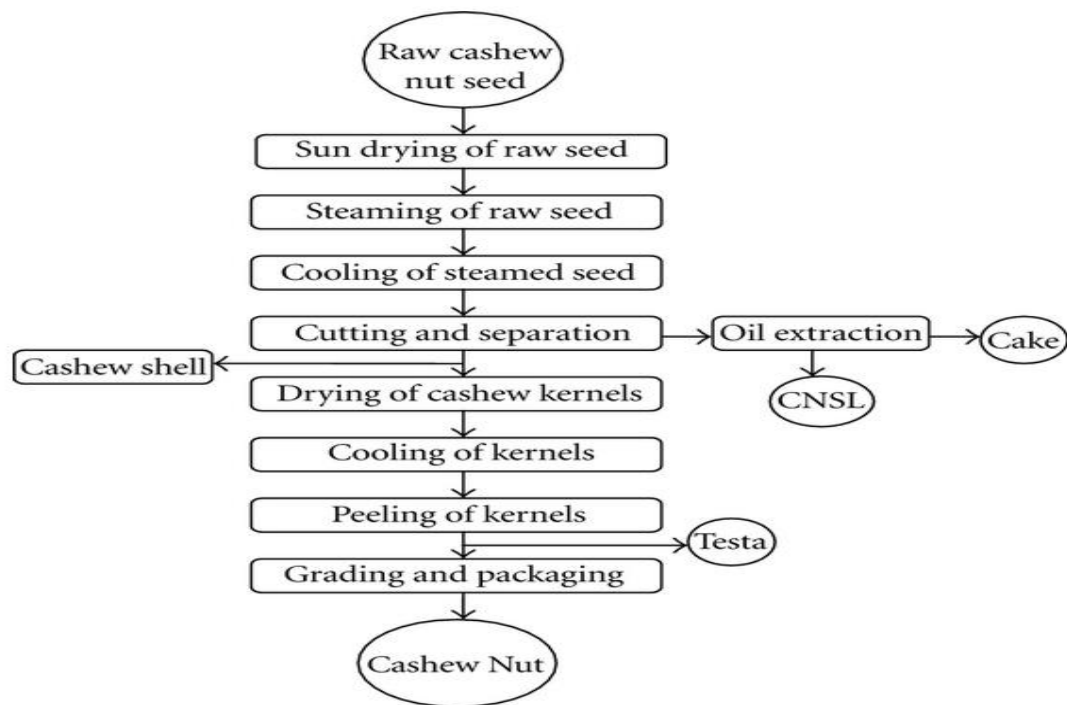 Raw cashew
nut seed
Sun drying of raw seed
Steaming of raw seed
Cooling of steamed seed
Cutting and separation
Oil extraction
Cake
Cashew shell
Drying of cashew kernels
CNSL
Cooling of kernels
Peeling of kernels
Testa
Grading and packaging
Cashew Nut